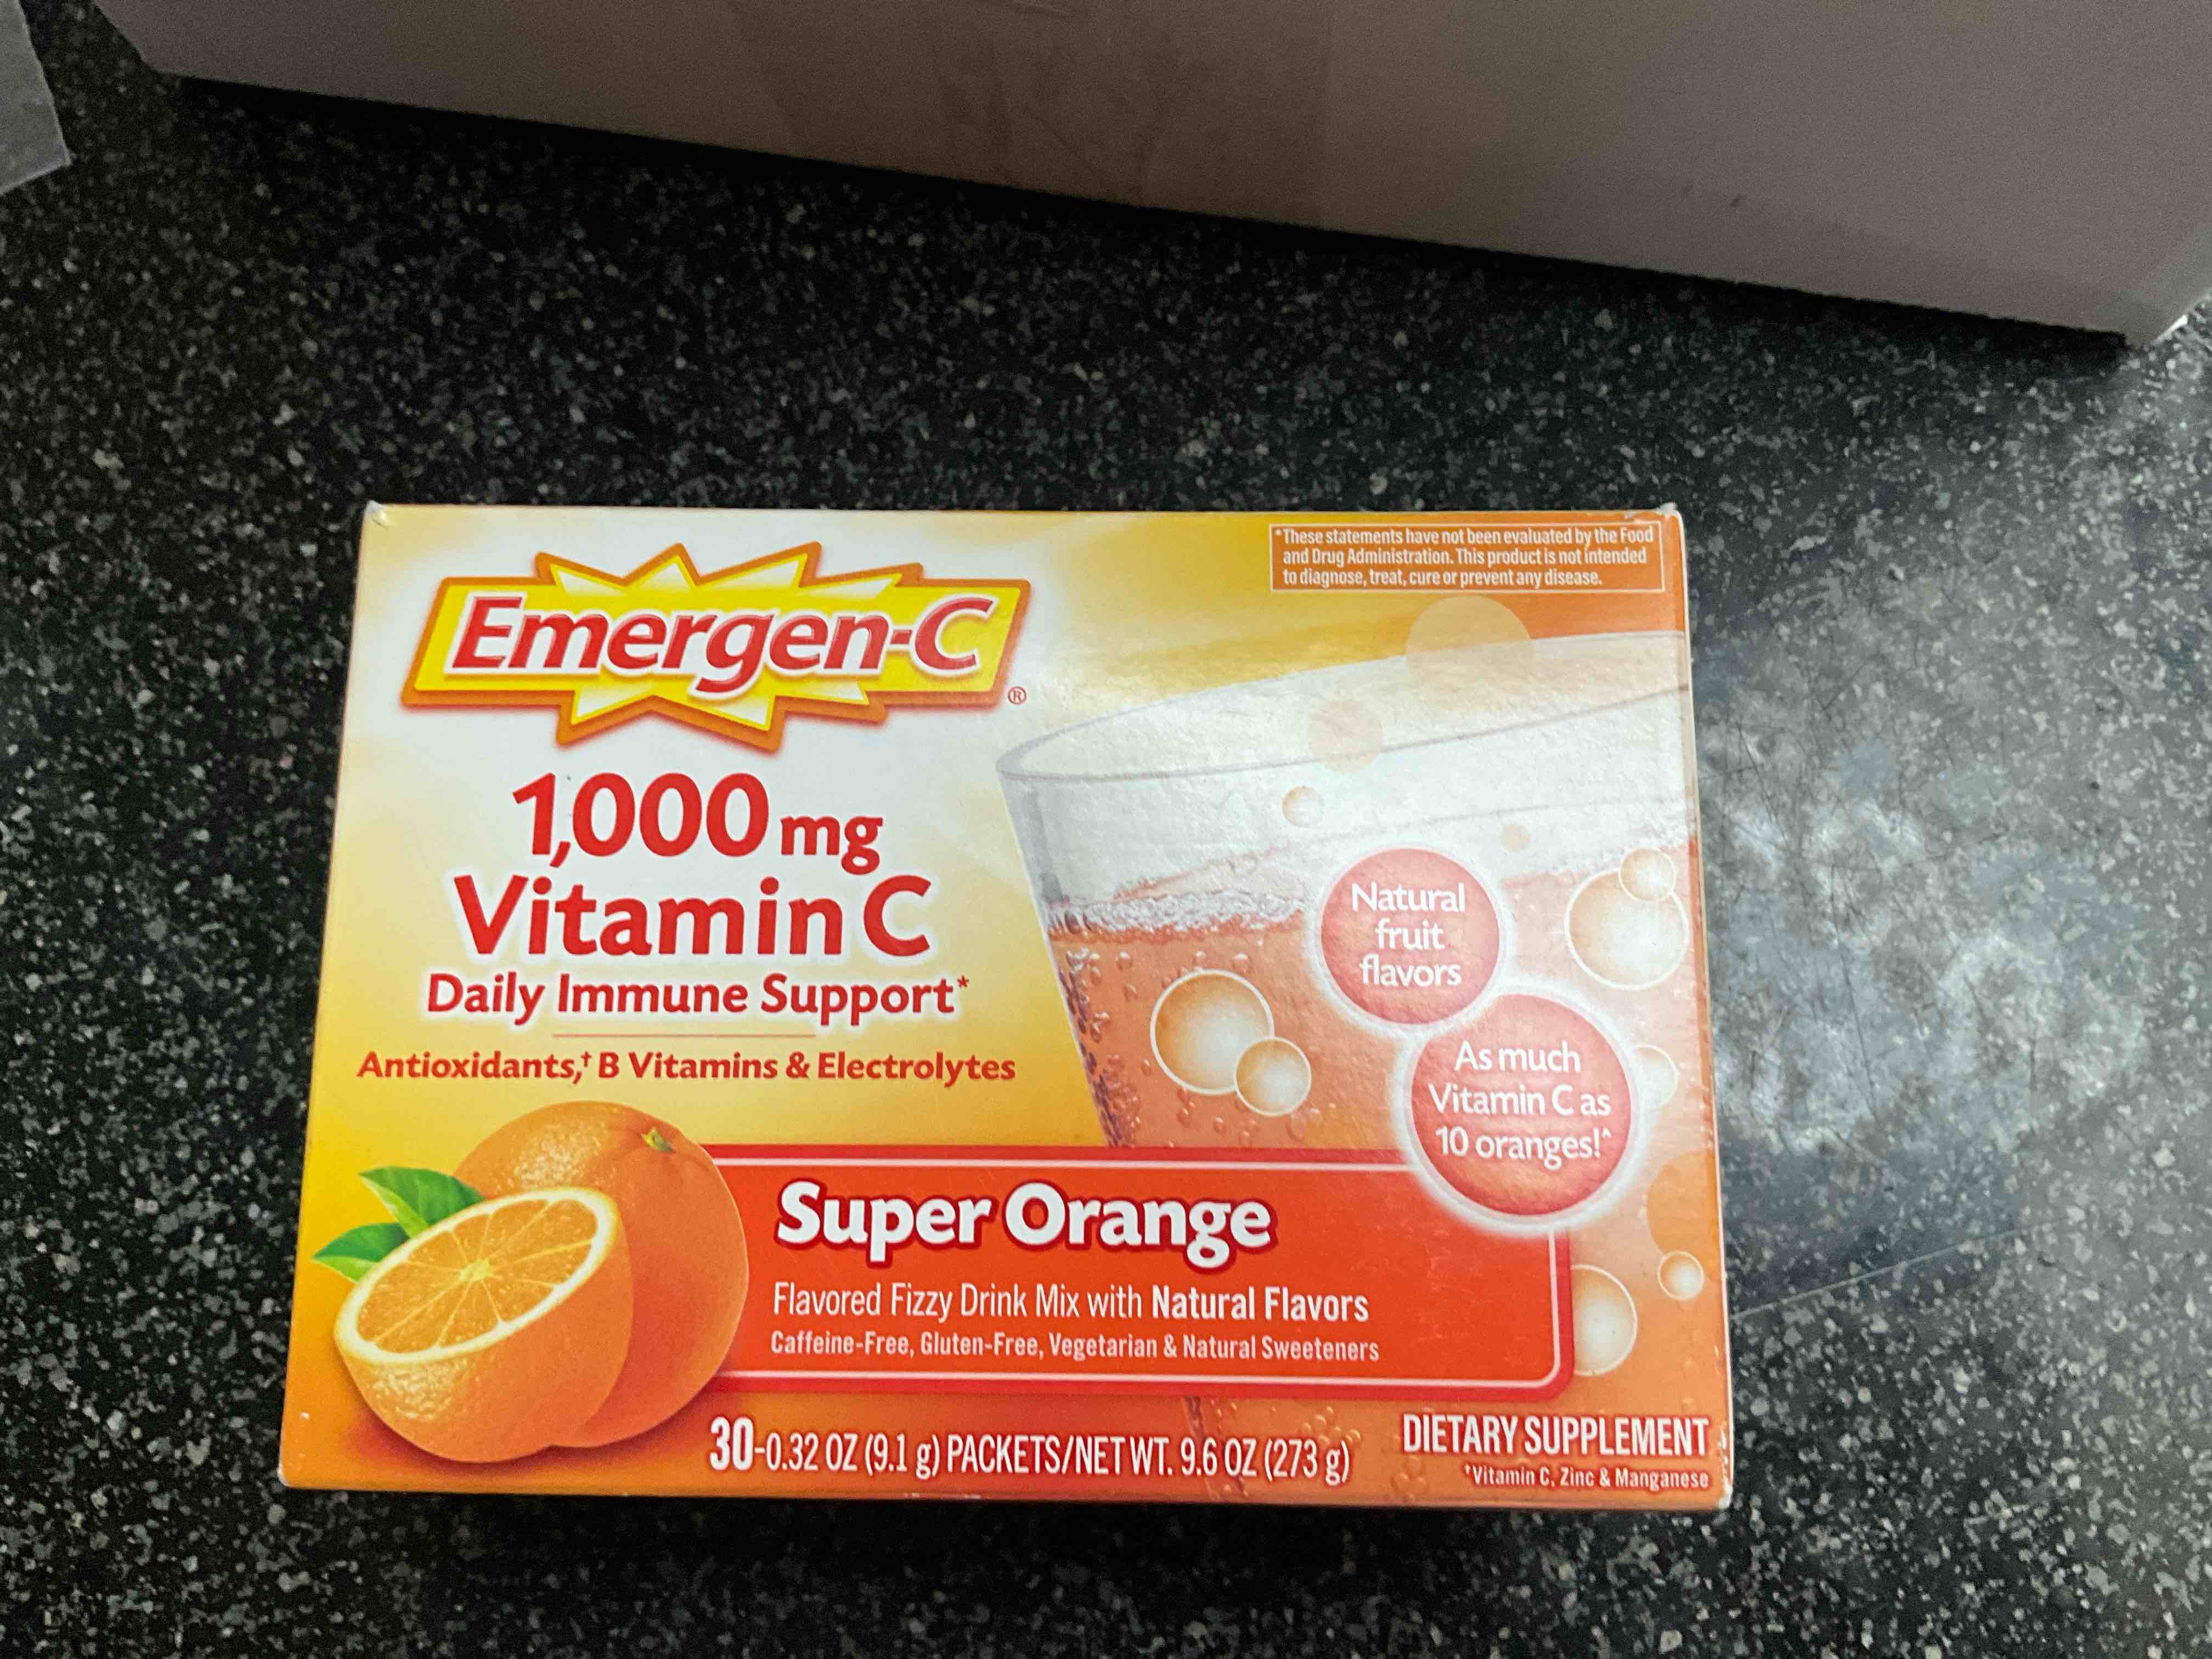 *These statements have not been evaluated by the Food
and Drug Administration. This product is not intended
to diagnose, treat, cure or prevent any disease.
Emergen-C®
1,000 mg
Vitamin C
Daily Immune Support*
Antioxidants,† B Vitamins & Electrolytes
Natural
fruit
flavors
As much
Vitamin C as
10 oranges!^
Super Orange
Flavored Fizzy Drink Mix with Natural Flavors
Caffeine-Free, Gluten-Free, Vegetarian & Natural Sweeteners
30-0.32 OZ (9.1 g) PACKETS/NET WT. 9.6 OZ (273 g)
DIETARY SUPPLEMENT
†Vitamin C, Zinc & Manganese